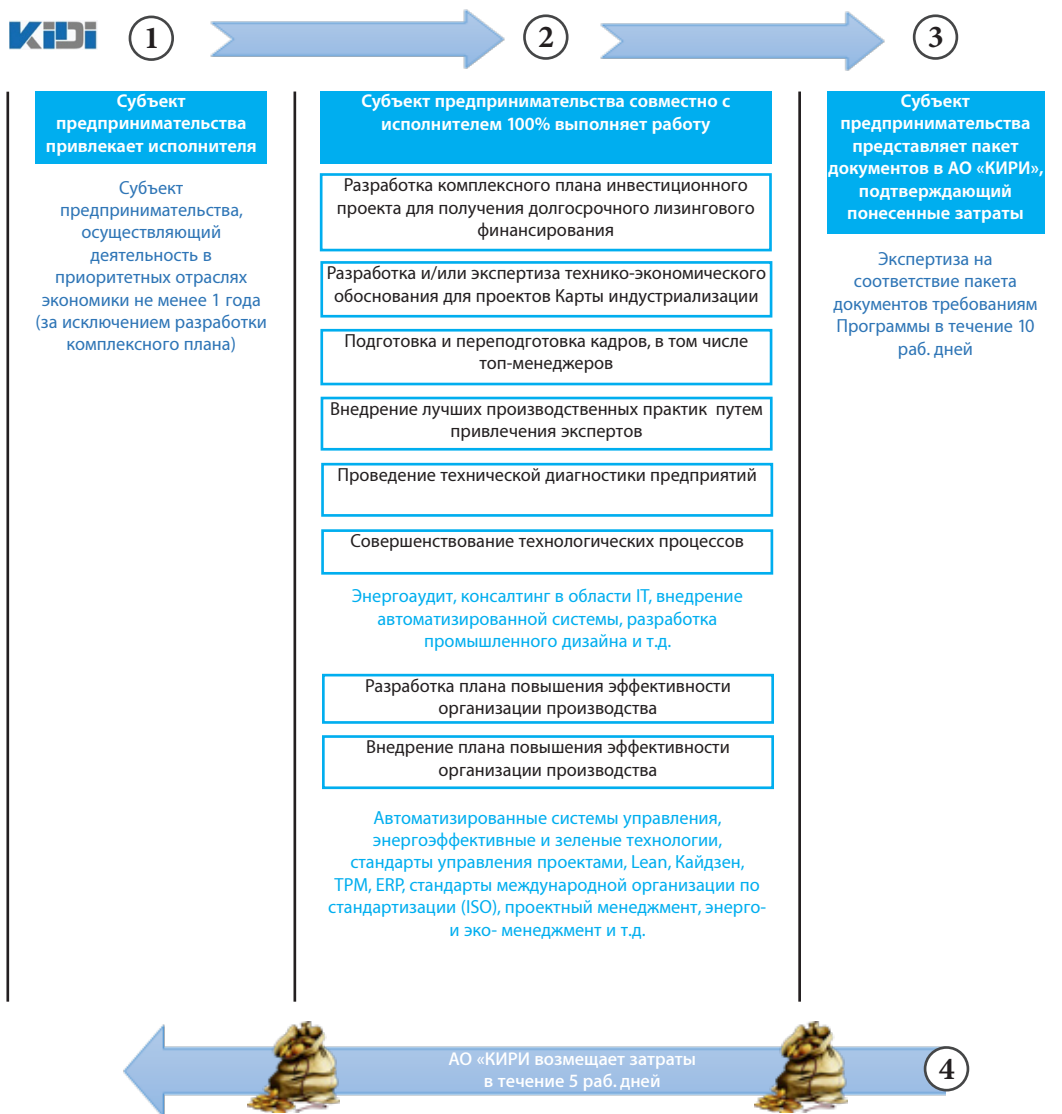 KiDi
1
2
3
Субъект
предпринимательства
привлекает исполнителя
Субъект
предпринимательства,
осуществляющий
деятельность в
приоритетных отраслях
экономики не менее 1 года
(за исключением разработки
комплексного плана)
Субъект предпринимательства совместно с
исполнителем 100% выполняет работу
Разработка комплексного плана инвестиционного
проекта для получения долгосрочного лизингового
финансирования
Разработка и/или экспертиза технико-экономического
обоснования для проектов Карты индустриализации
Подготовка и переподготовка кадров, в том числе
топ-менеджеров
Внедрение лучших производственных практик путем
привлечения экспертов
Проведение технической диагностики предприятий
Совершенствование технологических процессов
Энергоаудит, консалтинг в области IT, внедрение
автоматизированной системы, разработка
промышленного дизайна и т.д.
Разработка плана повышения эффективности
организации производства
Внедрение плана повышения эффективности
организации производства
Автоматизированные системы управления,
энергоэффективные и зеленые технологии,
стандарты управления проектами, Lean, Кайдзен,
TPM, ERP, стандарты международной организации по
стандартизации (ISO), проектный менеджмент, энерго-
и эко- менеджмент и т.д.
Субъект
предпринимательства
представляет пакет
документов в АО «КИРИ»,
подтверждающий
понесенные затраты
Экспертиза на
соответствие пакета
документов требованиям
Программы в течение 10
раб. дней
АО «КИРИ возмещает затраты
в течение 5 раб. дней
4